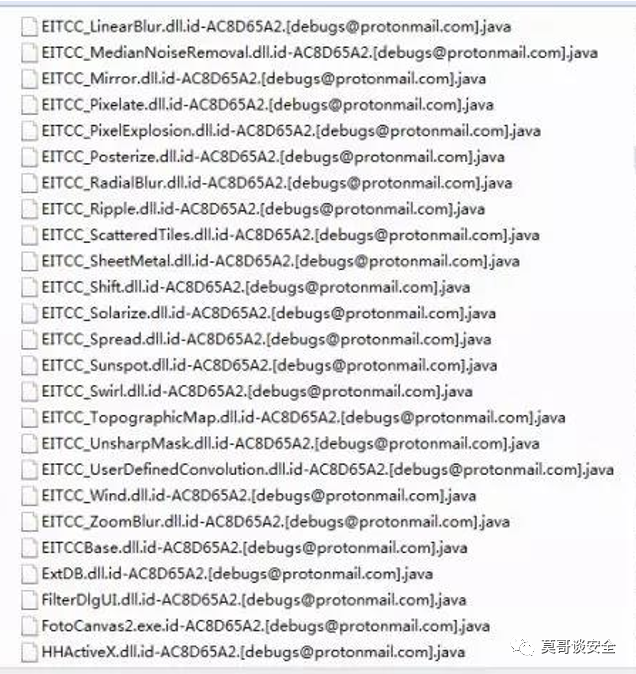 EITCC_LinearBlur.dll.id-AC8D65A2.[debugs@protonmail.com].java
EITCC_MedianNoiseRemoval.dll.id-AC8D65A2.[debugs@protonmail.com].java
EITCC_Mirror.dll.id-AC8D65A2.[debugs@protonmail.com].java
EITCC_Pixelate.dll.id-AC8D65A2.[debugs@protonmail.com].java
EITCC_PixelExplosion.dll.id-AC8D65A2.[debugs@protonmail.com].java
EITCC_Posterize.dll.id-AC8D65A2.[debugs@protonmail.com].java
EITCC_RadialBlur.dll.id-AC8D65A2.[debugs@protonmail.com].java
EITCC_Ripple.dll.id-AC8D65A2.[debugs@protonmail.com].java
EITCC_ScatteredTiles.dll.id-AC8D65A2.[debugs@protonmail.com].java
EITCC_SheetMetal.dll.id-AC8D65A2.[debugs@protonmail.com].java
EITCC_Shift.dll.id-AC8D65A2.[debugs@protonmail.com].java
EITCC_Solarize.dll.id-AC8D65A2.[debugs@protonmail.com].java
EITCC_Spread.dll.id-AC8D65A2.[debugs@protonmail.com].java
EITCC_Sunspot.dll.id-AC8D65A2.[debugs@protonmail.com].java
EITCC_Swirl.dll.id-AC8D65A2.[debugs@protonmail.com].java
EITCC_TopographicMap.dll.id-AC8D65A2.[debugs@protonmail.com].java
EITCC_UnsharpMask.dll.id-AC8D65A2.[debugs@protonmail.com].java
EITCC_UserDefinedConvolution.dll.id-AC8D65A2.[debugs@protonmail.com].java
EITCC_Wind.dll.id-AC8D65A2.[debugs@protonmail.com].java
EITCC_ZoomBlur.dll.id-AC8D65A2.[debugs@protonmail.com].java
EITCCBase.dll.id-AC8D65A2.[debugs@protonmail.com].java
ExtDB.dll.id-AC8D65A2.[debugs@protonmail.com].java
FilterDlgUI.dll.id-AC8D65A2.[debugs@protonmail.com].java
FotoCanvas2.exe.id-AC8D65A2.[debugs@protonmail.com].java
HHActiveX.dll.id-AC8D65A2.[debugs@protonmail.com].java
莫哥谈安全